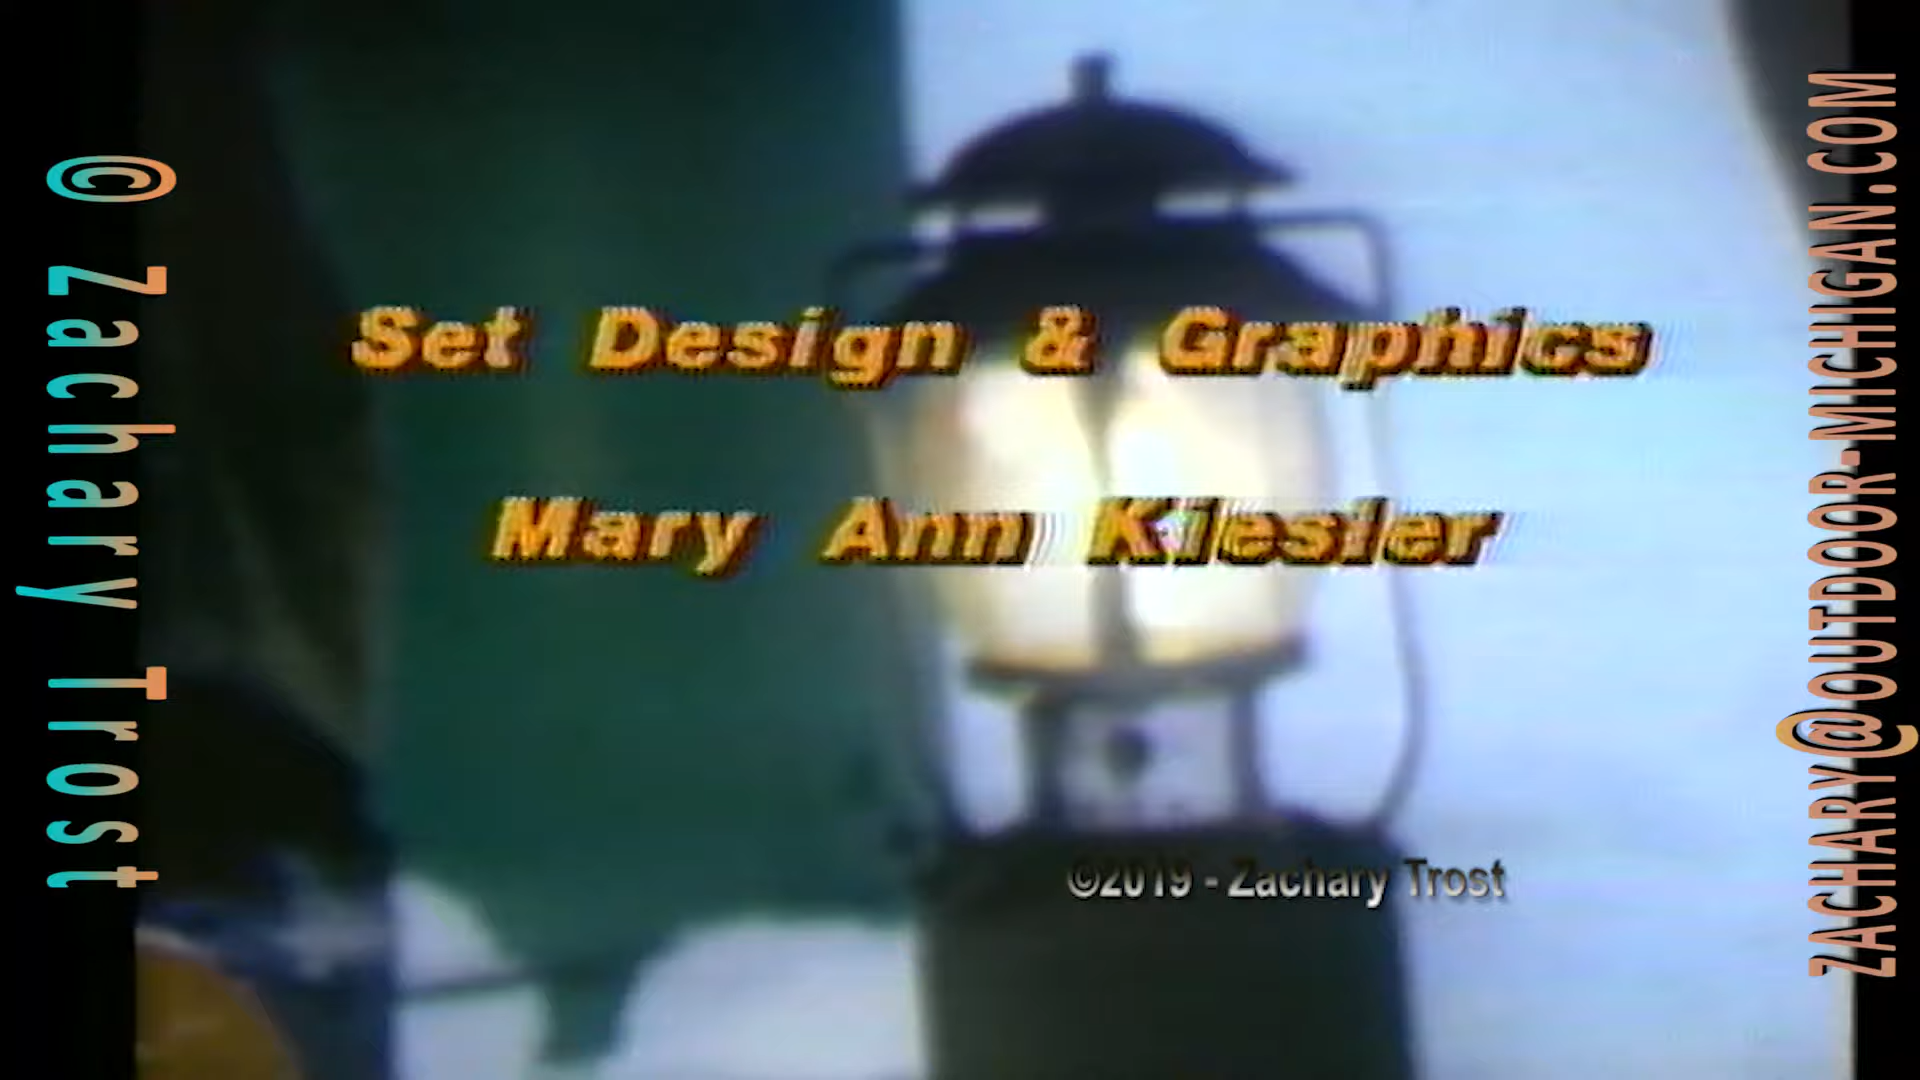 © Zachary Trost
Set Design & Graphics
Mary Ann Kiesler
©2019 - Zachary Trost
ZACHARY@OUTDOOR-MICHIGAN.COM